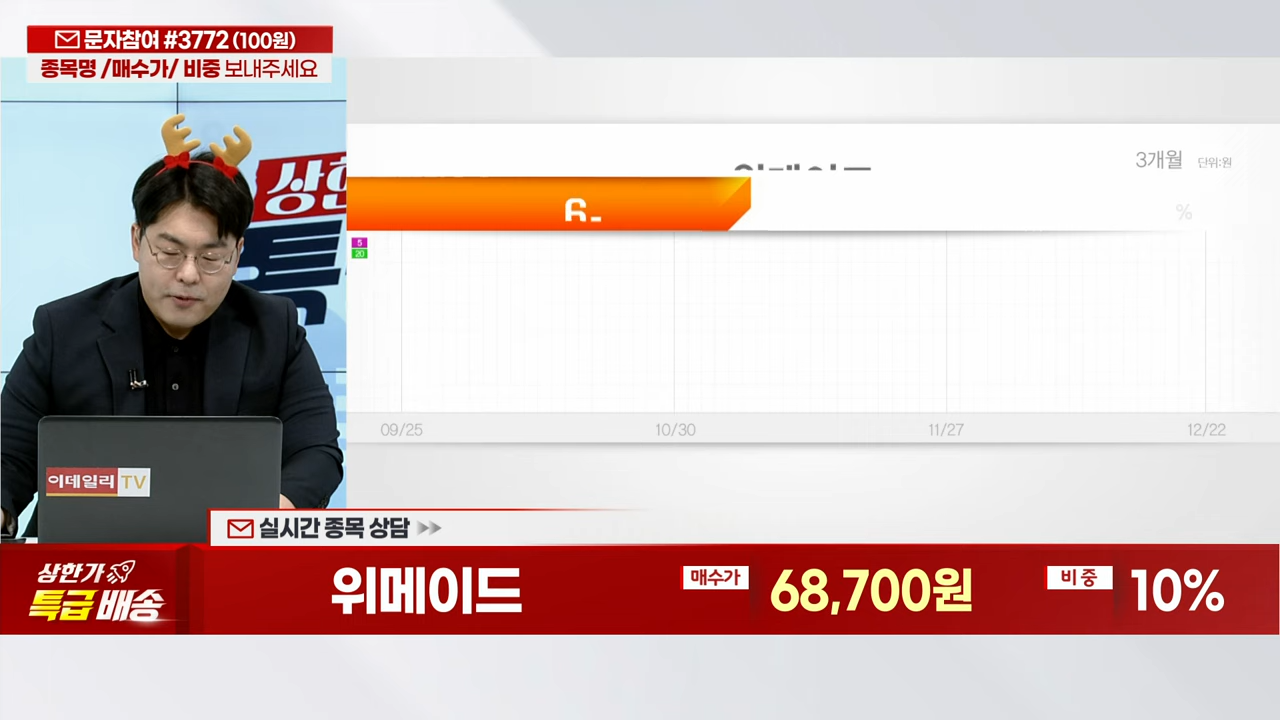 문자참여 #3772 (100원)
종목명 /매수가/ 비중 보내주세요
3개월 단위:원
%
5
20
09/25 10/30 11/27 12/22
이데일리 TV
실시간 종목 상담
상한가
특급 배송
위메이드 매수가 68,700원 비중 10%